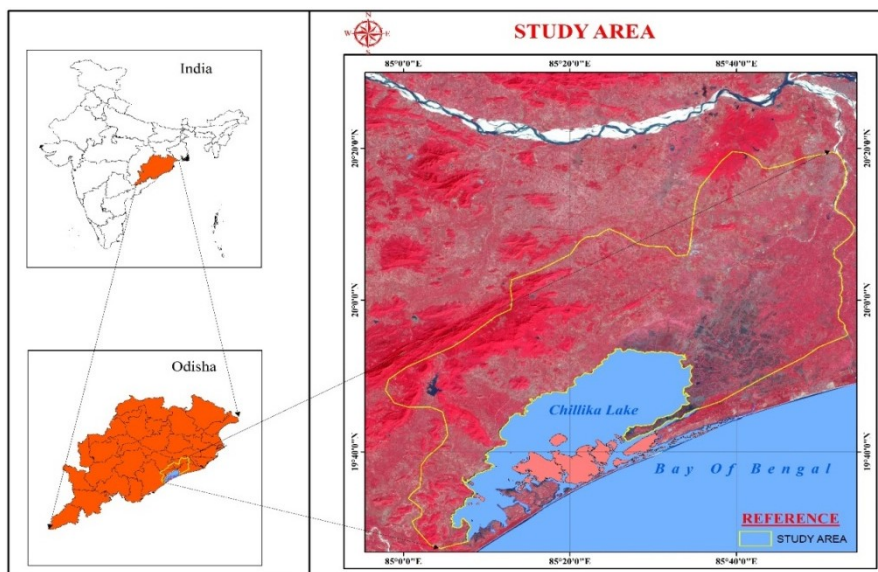 STUDY AREA
India
Odisha
85°0'0"E
85°20'0"E
85°40'0"E
20°20'0"N
20°0'0"N
19°40'0"N
20°20'0"N
20°0'0"N
19°40'0"N
Chillika Lake
Bay Of Bengal
REFERENCE
STUDY AREA
85°0'0"E
85°20'0"E
85°40'0"E